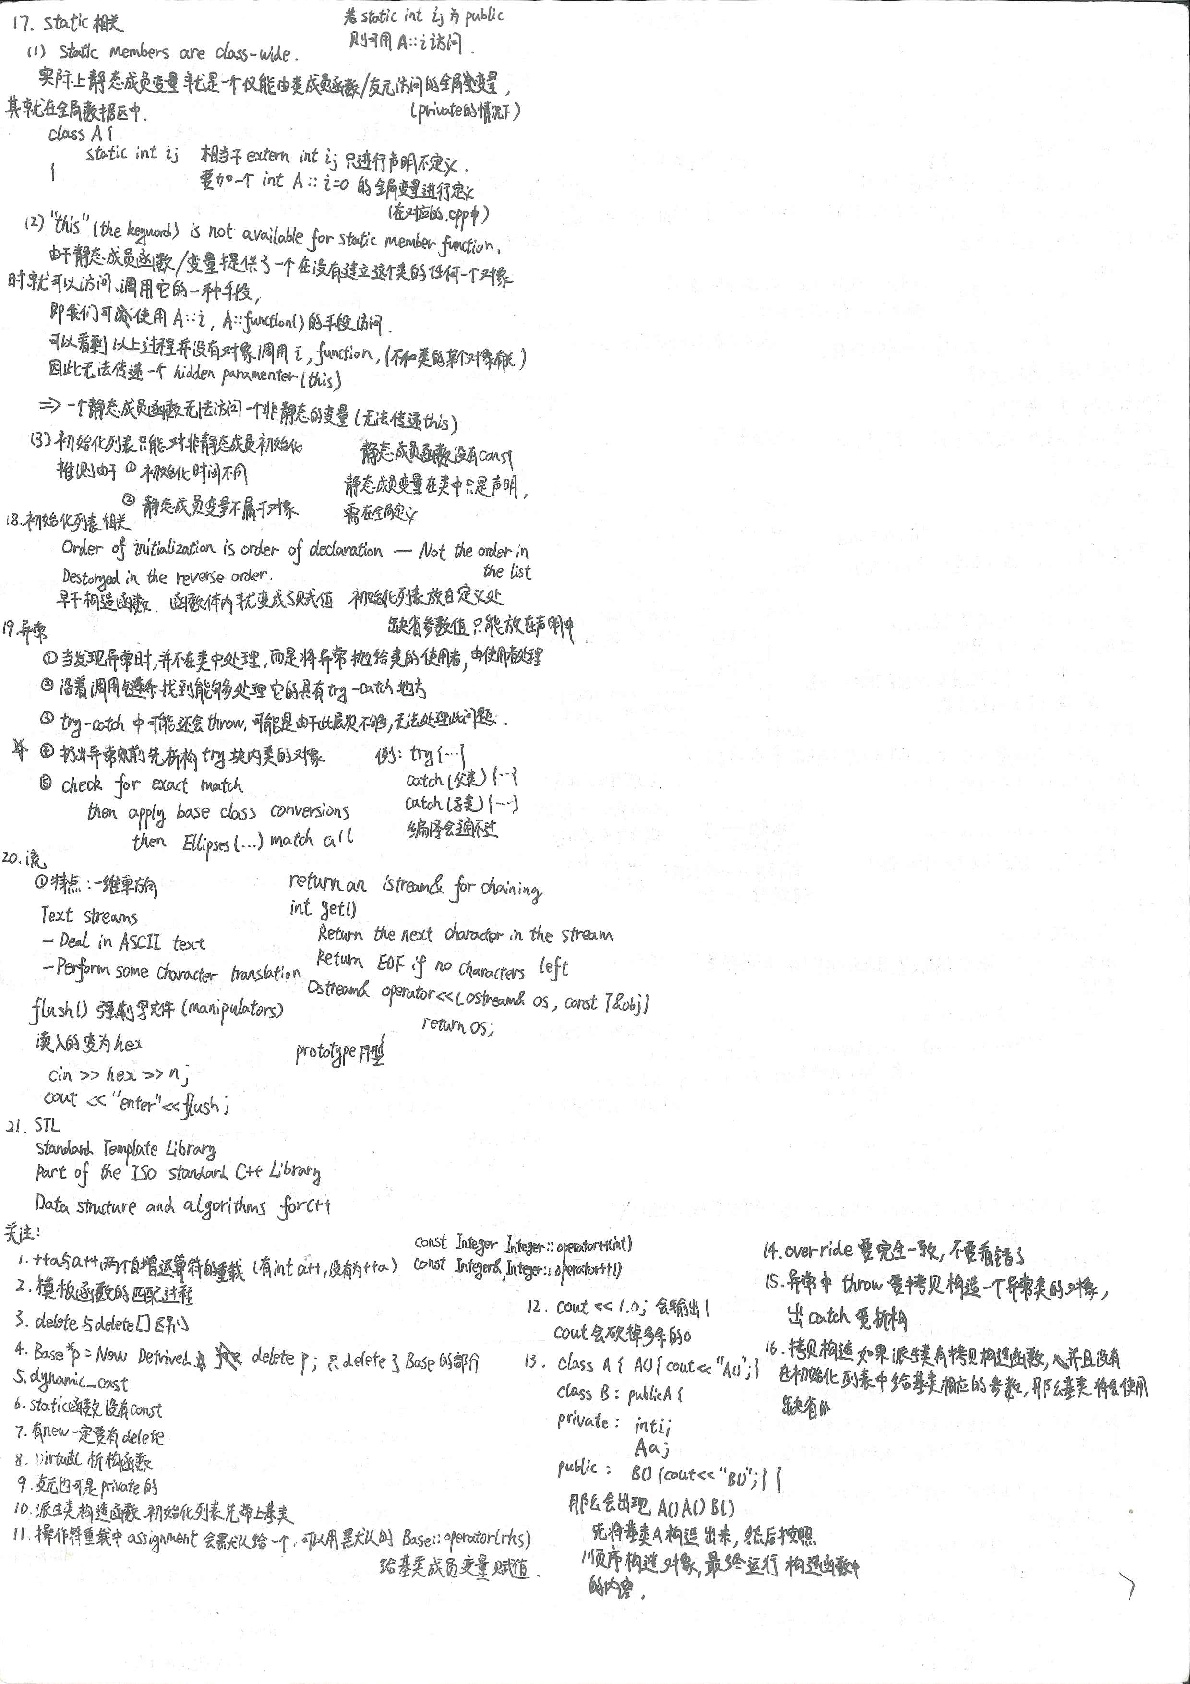 17. static 相关
若 static int i; 为 public
则可用 A::i 访问.
(1) Static members are class-wide.
实际上静态成员变量就是一个仅能由类成员函数/友元访问的全局变量,
(private的情况下)
其就在全局数据区中.
class A{
static int i; 相当于 extern int i; 只进行声明不定义.
} 要加一个 int A::i=0 的全局变量进行定义
(在对应的.cpp中)
(2) "this" (the keyword) is not available for static member function.
由于静态成员函数/变量提供了一个在没有建立这个类的任何一个对象
时就可以访问、调用它的一种手段,
即我们可以使用 A::i, A::function() 的手段访问.
可以看到以上过程并没有对象调用 i, function, (不和类的某个对象有关)
因此无法传递一个 hidden paramenter (this)
⇒ 一个静态成员函数无法访问一个非静态的变量 (无法传递this)
(3) 初始化列表只能对非静态成员初始化
推测由于 ① 初始化时间不同
② 静态成员变量不属于对象
静态成员函数没有const
静态成员变量在类中只是声明,
需在全局定义
18. 初始化列表相关
Order of initialization is order of declaration — Not the order in
the list
Destoryed in the reverse order.
早于构造函数 函数体内就变成了赋值 初始化列表放在定义处
缺省参数值只能放在声明中
19. 异常
① 当发现异常时,并不在类中处理,而是将异常抛给类的使用者,由使用者处理
② 沿着调用链条找到能够处理它的具有try-catch地方
③ try-catch 中可能还会throw, 可能是由于此层次不够,无法处理此问题.
④ 扔出异常以前先析构try块内类的对象
⑤ check for exact match
then apply base class conversions
then Ellipses(...) match all
例: try{...}
catch(父类){...}
catch(子类){...}
编译会通不过
20. 流
① 特点: 一维单方向
Text streams
- Deal in ASCII text
- Perform some character translation
flush() 强制写文件 (manipulators)
读入的变为hex
cin >> hex >> n;
cout << "enter" << flush;
return an istream& for chaining
int get()
Return the next character in the stream
Return EOF if no characters left
Ostream& operator<<(ostream& os, const T&obj)
return os;
prototype 原型
21. STL
Standard Template Library
Part of the ISO standard C++ Library
Data structure and algorithms for C++
关注:
1. ++a与a++两个自增运算符的重载 (有int a++, 没有为++a)
const Integer Integer::operator++(int)
const Integer& Integer::operator++()
2. 模板函数的匹配过程
3. delete 与 delete[] 区别
4. Base *p = New Detrived; delete p; 只delete了Base的部分
5. dynamic_cast
6. static函数没有const
7. 有new一定要有delete
8. Virtual 析构函数
9. 友元也可是private的
10. 派生类构造函数 初始化列表先带上基类
11. 操作符重载中 assignment 会默认给一个, 可以用默认的 Base::operator(rhs)
给基类成员变量赋值.
12. cout << 1.0; 会输出1
cout会砍掉多余的0
13. class A { A(){cout<<"A()";}
class B: public A {
private: int i;
A a;
public: B(){cout<<"B()";} }
那么会出现 A()A()B()
先将基类A构造出来, 然后按照
顺序构造对象, 最终运行 构造函数中
的内容.
14. override 要完全一致, 不要看错了
15. 异常中 throw 要拷贝构造一个异常类的对象,
出catch 要析构
16. 拷贝构造如果派生类有拷贝构造函数, 并且没有
在初始化列表中给基类相应的参数, 那么基类将会使用
缺省的
7